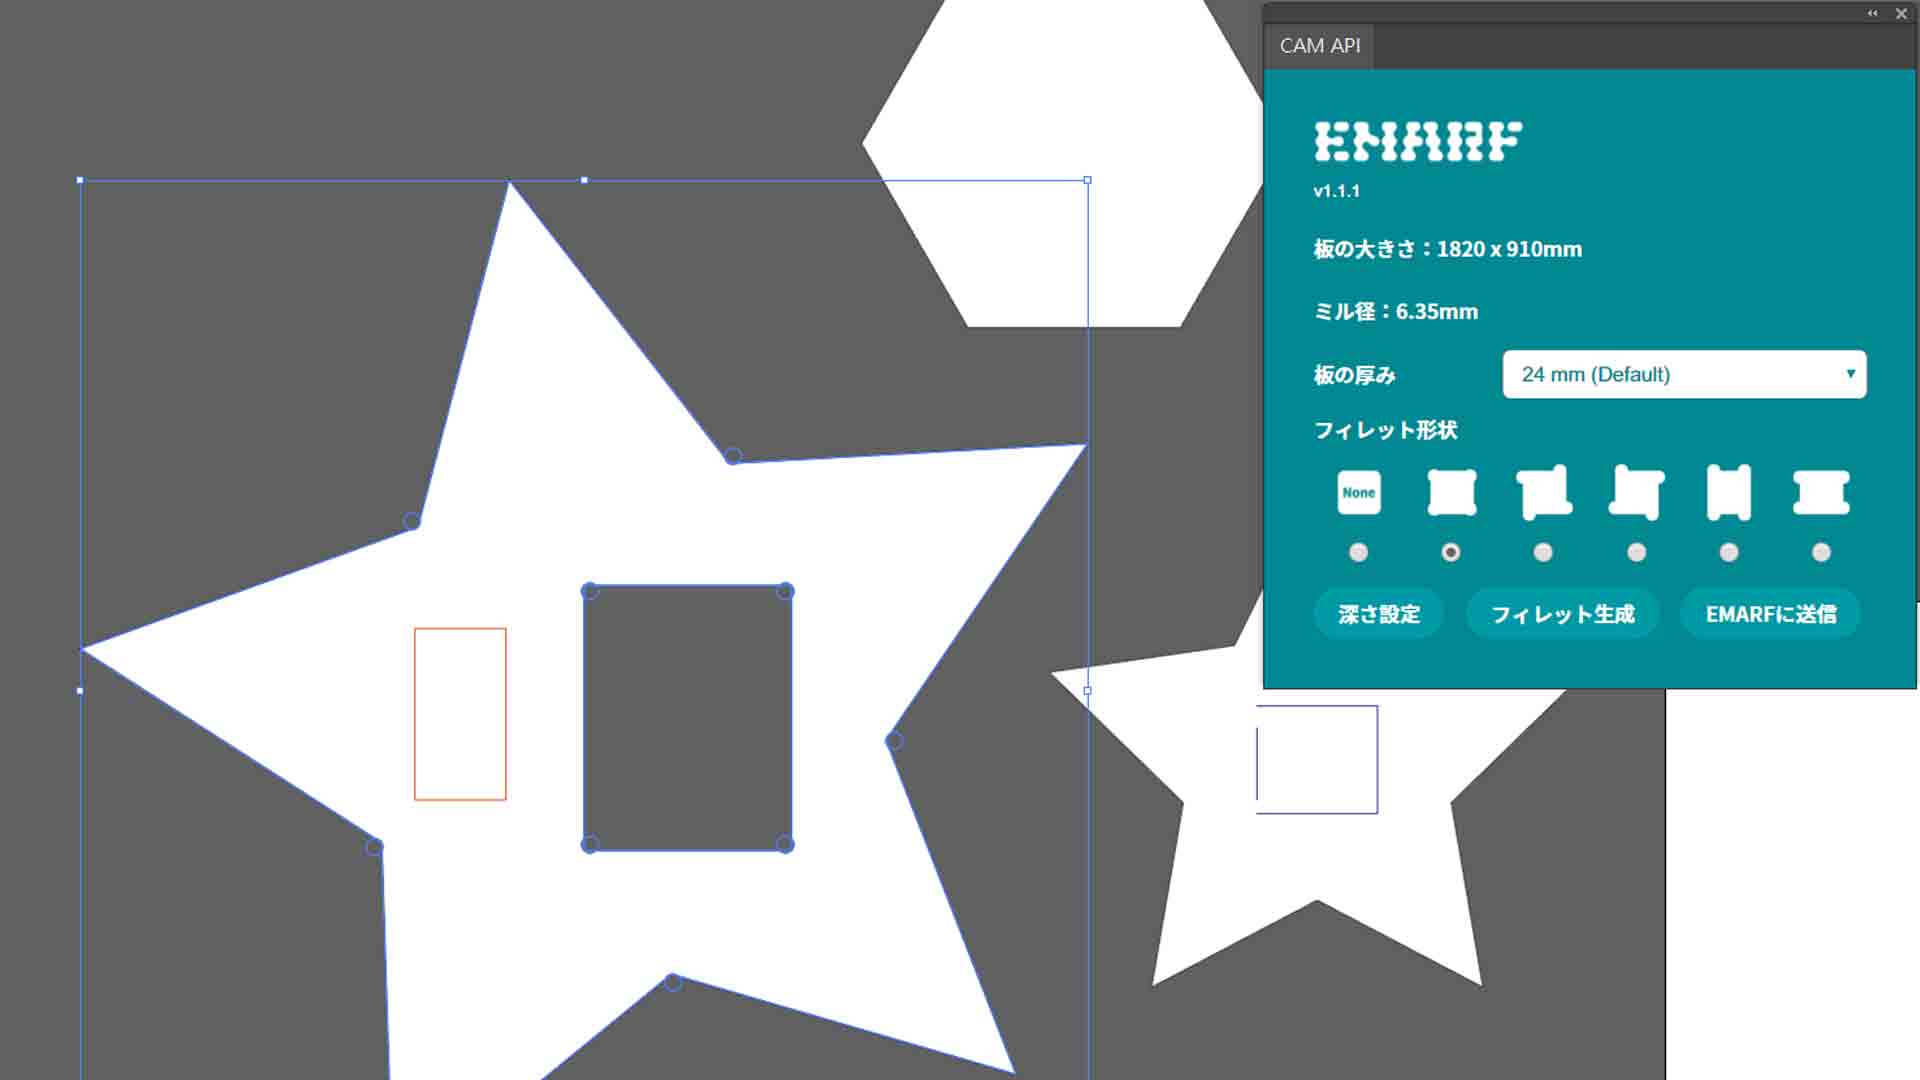 CAM API
EMARF
v1.1.1
板の大きさ：1820 x 910mm
ミル径：6.35mm
板の厚み
24 mm (Default)
フィレット形状
None
深さ設定
フィレット生成
EMARFに送信